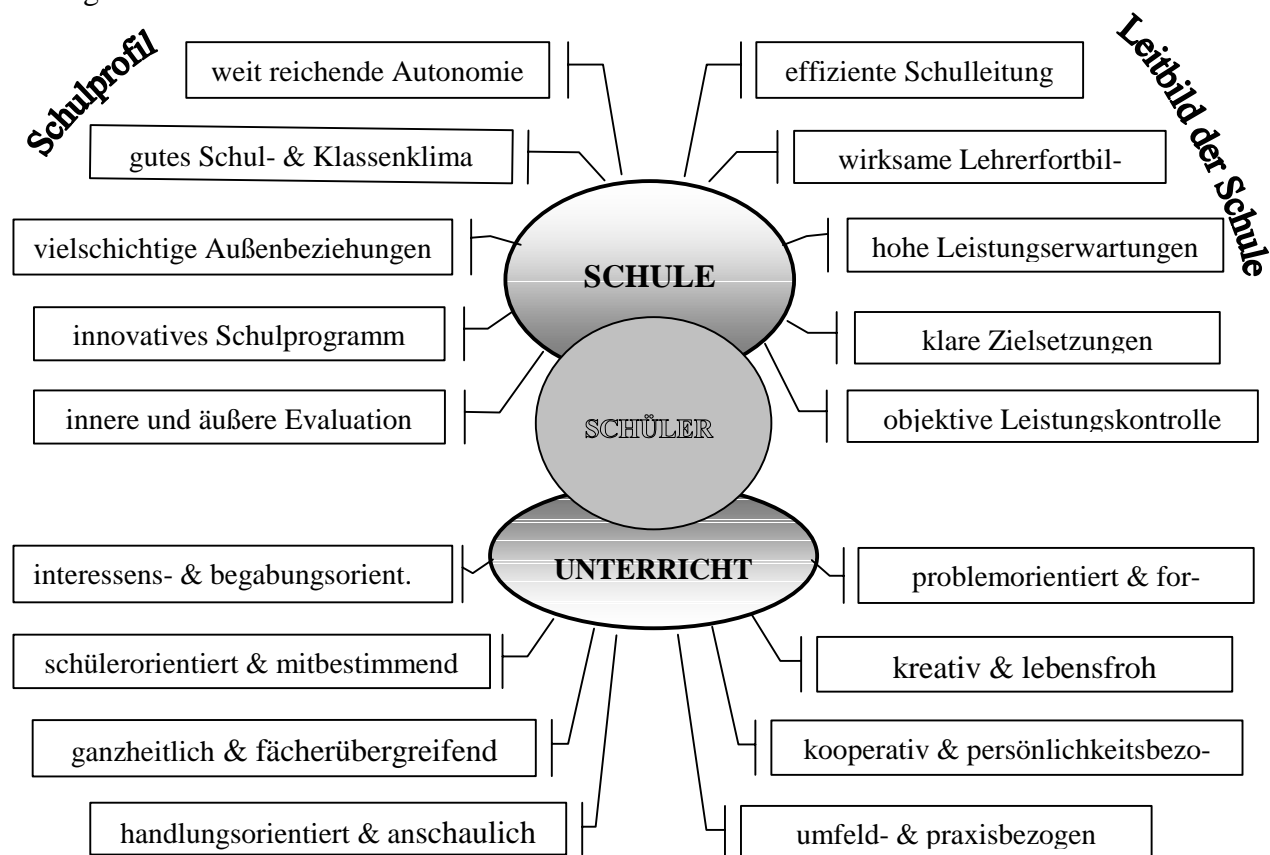 Schulprofil
Leitbild der Schule
weit reichende Autonomie
effiziente Schulleitung
gutes Schul- & Klassenklima
wirksame Lehrerfortbil-
vielschichtige Außenbeziehungen
hohe Leistungserwartungen
SCHULE
innovatives Schulprogramm
klare Zielsetzungen
innere und äußere Evaluation
objektive Leistungskontrolle
SCHÜLER
interessens- & begabungsorient.
UNTERRICHT
problemorientiert & for-
schülerorientiert & mitbestimmend
kreativ & lebensfroh
ganzheitlich & fächerübergreifend
kooperativ & persönlichkeitsbezo-
handlungsorientiert & anschaulich
umfeld- & praxisbezogen